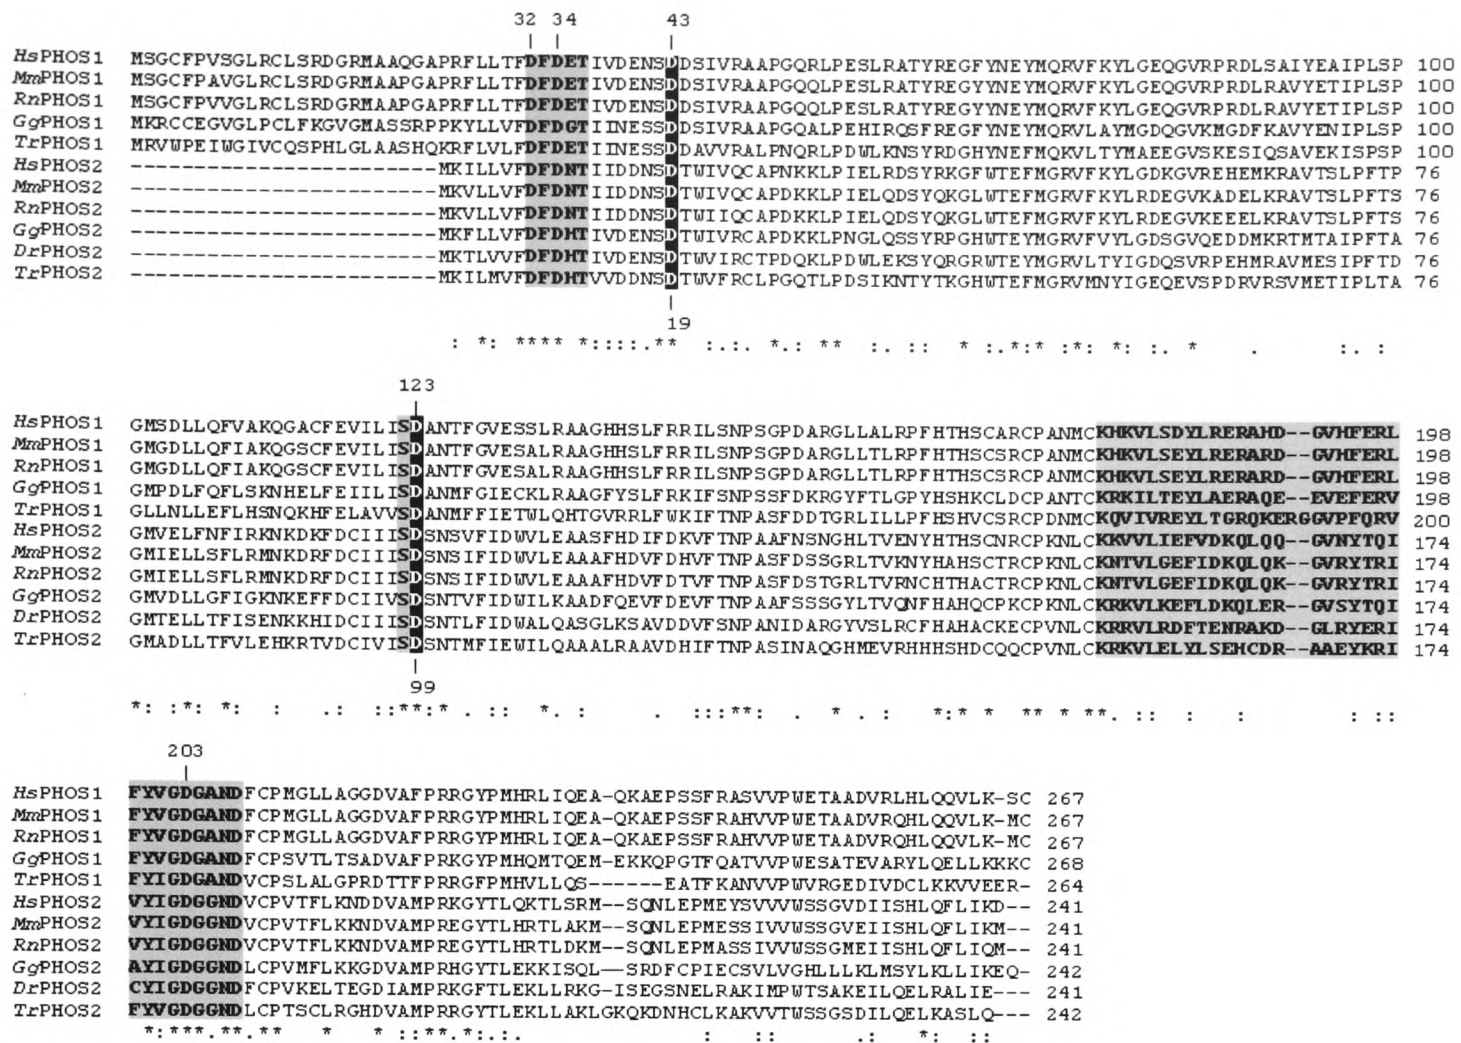 32 34 43
HsPHOS1 MSGCFPVSGLRCLSRDGRMAAQGAPRFLLTFDFDETIVDENSDDSIVRAAPGQRLPESLRATYREGFYNEYMQRVFKYLGEQGVRPRDLSAIYEAIPLSP 100
MmPHOS1 MSGCFPAVGLRCLSRDGRMAAPGAPRFLLTFDFDETIVDENSDDSIVRAAPGQQLPESLRATYREGYYNEYMQRVFKYLGEQGVRPRDLRAVYETIPLSP 100
RnPHOS1 MSGCFPVVGLRCLSRDGRMAAPGAPRFLLTFDFDETIVDENSDDSIVRAAPGQQLPESLRATYREGYYNEYMQRVFKYLGEQGVRPRDLRAVYETIPLSP 100
GgPHOS1 MKRCCEGVGLPCLFKGVGMASSRPPKYLLVFDFDGTIINESSDDSIVRAAPGQALPEHIRQSFREGFYNEYMQRVLAYMGDQGVKMGDFKAVYENIPLSP 100
TrPHOS1 MRVWPEIWGIVCQSPHLGLAASHQKRFLVLFDFDETIINESSDDAVVRALPNQRLPDWLKNSYRDGHYNEFMQKVLTYMAEEGVSKESIQSAVEKISPSP 100
HsPHOS2 ------------------------MKILLVFDFDNTIIDDNSDTWIVQCAPNKKLPIELRDSYRKGFWTEFMGRVFKYLGDKGVREHEMKRAVTSLPFTP 76
MmPHOS2 ------------------------MKVLLVFDFDNTIIDDNSDTWIVQCAPDKKLPIELQDSYQKGLWTEFMGRVFKYLRDEGVKADELKRAVTSLPFTS 76
RnPHOS2 ------------------------MKVLLVFDFDNTIIDDNSDTWIIQCAPDKKLPIELQDSYQKGLWTEFMGRVFKYLRDEGVKEEELKRAVTSLPFTS 76
GgPHOS2 ------------------------MKFLLVFDFDHTIVDDNSDTWIVRCAPDKKLPNGLQSSYRPGHWTEYMGRVFVYLGDSGVQEDDMKRTMTAIPFTA 76
DrPHOS2 ------------------------MKTLVVFDFDHTIVDDNSDTWVIRCTPDQKLPDWLEKSYQRGRWTEYMGRVLTYIGDQSVRPEHMRAVMESIPFTD 76
TrPHOS2 ------------------------MKILMVFDFDHTVVDDNSDTWVFRCLPGQTLPDSIKNTYTKGHWTEFMGRVMNYIGEQEVSPDRVRSVMETIPLTA 76
19
: *: **** *::::.** :.:. *.: ** :. :: * :.*:* *: *: *: :. * . :. :
123
HsPHOS1 GMSDLLQFVAKQGACFEVILISDANTFGVESSLRAAGHHSLFRRILSNPSGPDARGLLALRPFHTHSCARCPANMCKHKVLSDYLRERAHD--GVHFERL 198
MmPHOS1 GMGDLLQFIAKQGSCFEVILISDANTFGVESALRAAGHHSLFRRILSNPSGPDARGLLTLRPFHTHSCSRCPANMCKHKVLSEYLRERARD--GVHFERL 198
RnPHOS1 GMGDLLQFIAKQGSCFEVILISDANTFGVESALRAAGHHSLFRKILSNPSGPDARGLLTLRPFHTHSCSRCPANMCKHKVLSEYLRERARD--GVHFERL 198
GgPHOS1 GMPDLFQFLSKNHELFEIILISDANMFGIECKLRAAGFYSLFRKIFSNPSSFDKRGYFTLGPYHSHKCLDCPANTCKRKILTEYLAERAQE--EVEFERV 198
TrPHOS1 GLLNLLEFLHSNQKHFELAVVSDANMFFIETWLQHTGVRRLFWKIFTNPASFDDTGRLILLPFHSHVCSRCPDNMCKQVIVREYLTGRQKERGGVPFQRV 200
HsPHOS2 GMVELFNFIRKNKDKFDCIIISDSNSVFIDWVLEAASFHDIFDKVFTNPAAFNSNGHLTVENYHTHSCNRCPKNLCKKVVLIEFVDKQLQQ--GVNYTQI 174
MmPHOS2 GMIELLSFLRMNKDRFDCIIISDSNSIFIDWVLEAAAFHDVFDHVFTNPASFDSSGRLTVKNYHAHSCTRCPKNLCKNTVLGEFIDKQLQK--GVRYTRI 174
RnPHOS2 GMIELLSFLRMNKDRFDCIIISDSNSIFIDWVLEAAAFHDVFDTVFTNPASFDSTGRLTVRNCHTHACTRCPKNLCKNTVLGEFIDKQLQK--GVRYTRI 174
GgPHOS2 GMVDLLGFIGKNKEFFDCIIVSDSNTVFIDWILKAADFQEVFDEVFTNPAAFSSSGYLTVQNFHAHQCPKCPKNLCKRKVLKEFLDKQLER--GVSYTQI 174
DrPHOS2 GMTELLTFISENKKHIDCIIISDSNTLFIDWALQASGLKSAVDDVFSNPANIDARGYVSLRCFHAHACKECPVNLCKRRVLRDFTENRAKD--GLRYERI 174
TrPHOS2 GMADLLTFVLEHKRTVDCIVISDSNTMFIEWILQAAALRAVDHIFTNPASINAQGHMEVRHHHSHDCQQCPVNLCKRKVLELYLSEHCDR--AAEYKRI 174
99
*: :*: *: : .: ::**:* . :: *. : . :::**: . * . : *:* * ** * **. :: : : : ::
203
HsPHOS1 FYVGDGANDFCPMGLLAGGDVAFPRRGYPMHRLIQEA-QKAEPSSFRASVVPWETAADVRLHLQQVLK-SC 267
MmPHOS1 FYVGDGANDFCPMGLLAGGDVAFPRRGYPMHRLIQEA-QKAEPSSFRAHVVPWETAADVRQHLQQVLK-MC 267
RnPHOS1 FYVGDGANDFCPMGLLAGGDVAFPRRGYPMHRLIQEA-QKAEPSSFRAHVVPWETAADVRQHLQQVLK-MC 267
GgPHOS1 FYVGDGANDFCPSVTLTSADVAFPRKGYPMHQMTQEM-EKKQPGTFQATVVPWESATEVARYLQELLKKKC 268
TrPHOS1 FYIGDGANDVCPSLALGPRDTTFPRRGFPMHVLLQS------EATFKANVVPWVRGEDIVDCLKKVVEER- 264
HsPHOS2 VYIGDGGNDVCPVTFLKNDDVAMPRKGYTLQKTLSRM--SQNLEPMEYSVVVWSSGVDIISHLQFLIKD-- 241
MmPHOS2 VYIGDGGNDVCPVTFLKKNDVAMPREGYTLHRTLAKM--SQNLEPMESSIVVWSSGVEIISHLQFLIKM-- 241
RnPHOS2 VYIGDGGNDVCPVTFLKKNDVAMPREGYTLHRTLDKM--SQNLEPMASSIVVWSSGMEIISHLQFLIQM-- 241
GgPHOS2 AYIGDGGNDLCPVMFLKKGDVAMPRHGYTLEKKISQL--SRDFCPIECSVLVGHLLLKLMSYLKLLIKEQ- 242
DrPHOS2 CYIGDGGNDFCPVKELTEGDIAMPRKGFTLEKLLRKG-ISEGSNELRAKIMPWTSAKEILQELRALIE--- 241
TrPHOS2 FYVGDGGNDLCPTSCLRGHDVAMPRRGYTLEKLLAKLGKQKDNHCLKAKVVTWSSGSDILQELKASLQ--- 242
*:***.**.** * * ::**.*:.:. : :: .: *: ::